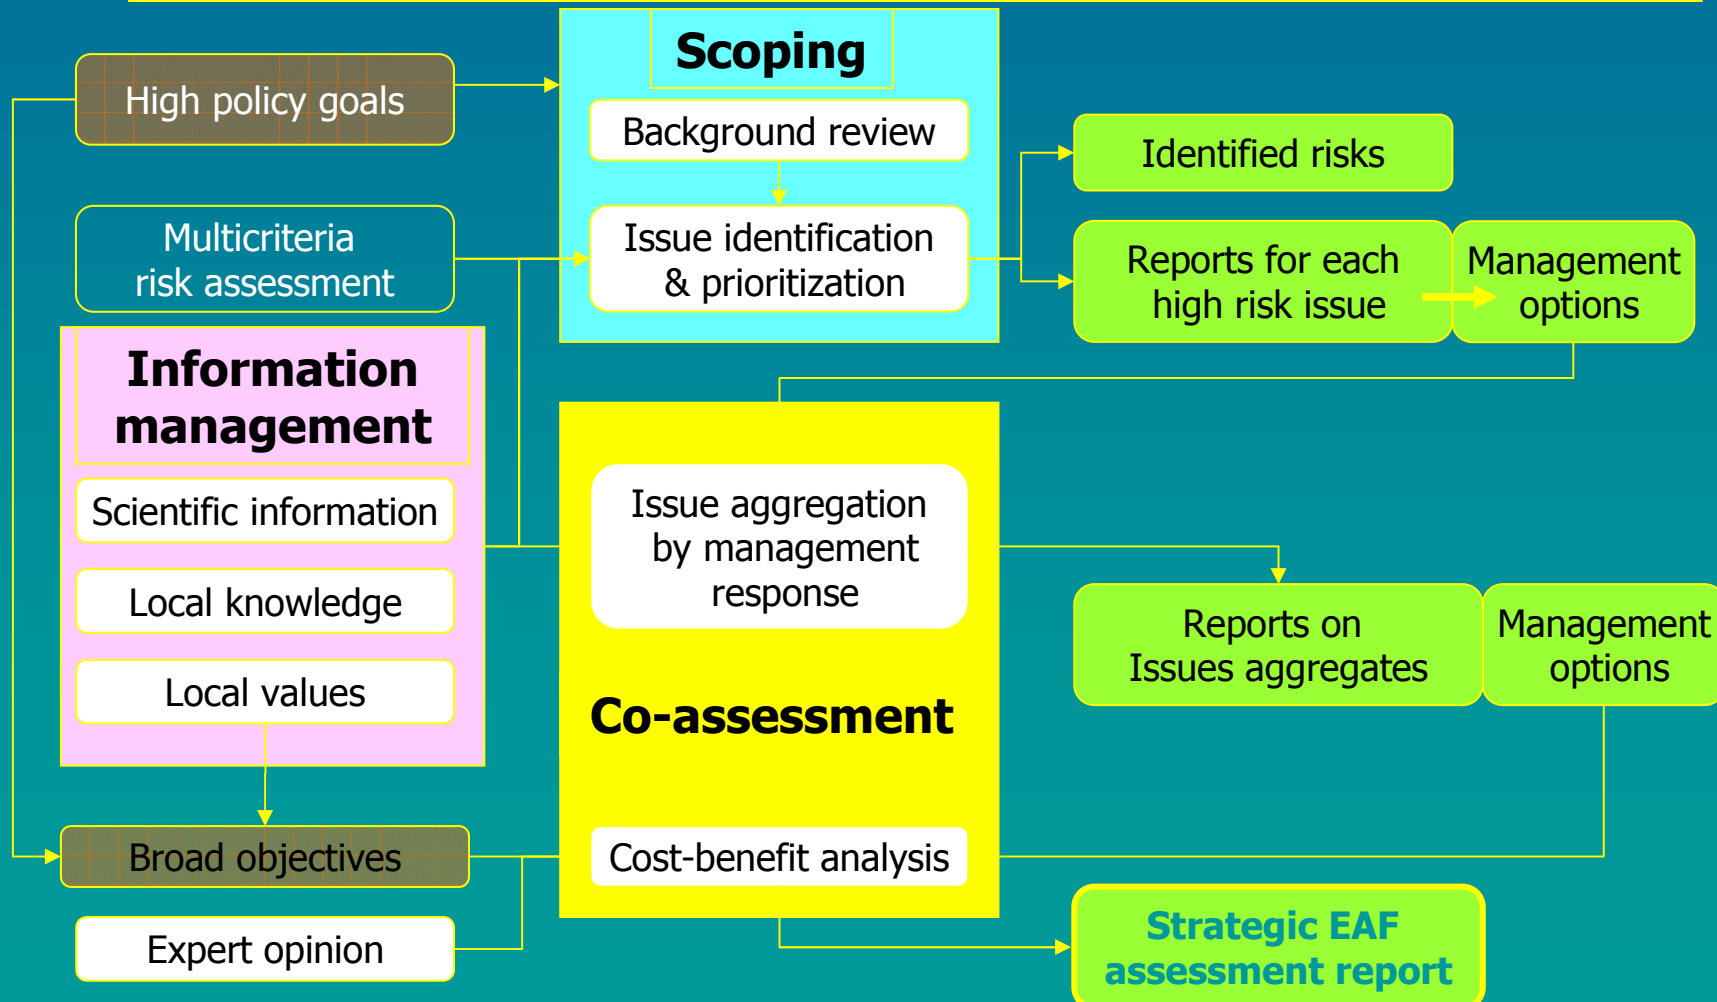 Scoping
High policy goals
Background review
Identified risks
Multicriteria
risk assessment
Issue identification
& prioritization
Reports for each
high risk issue
Management
options
Information
management
Scientific information
Local knowledge
Local values
Issue aggregation
by management
response
Co-assessment
Reports on
Issues aggregates
Management
options
Broad objectives
Cost-benefit analysis
Expert opinion
Strategic EAF
assessment report